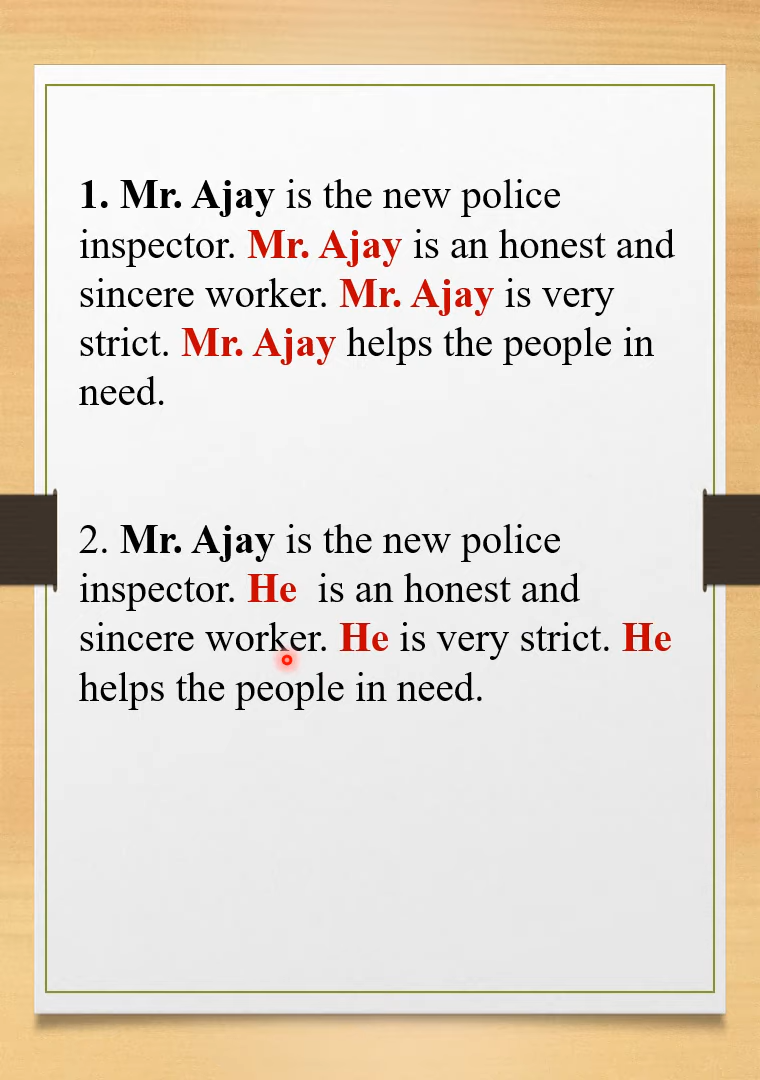 1. Mr. Ajay is the new police
inspector. Mr. Ajay is an honest and
sincere worker. Mr. Ajay is very
strict. Mr. Ajay helps the people in
need.
2. Mr. Ajay is the new police
inspector. He  is an honest and
sincere worker. He is very strict. He
helps the people in need.